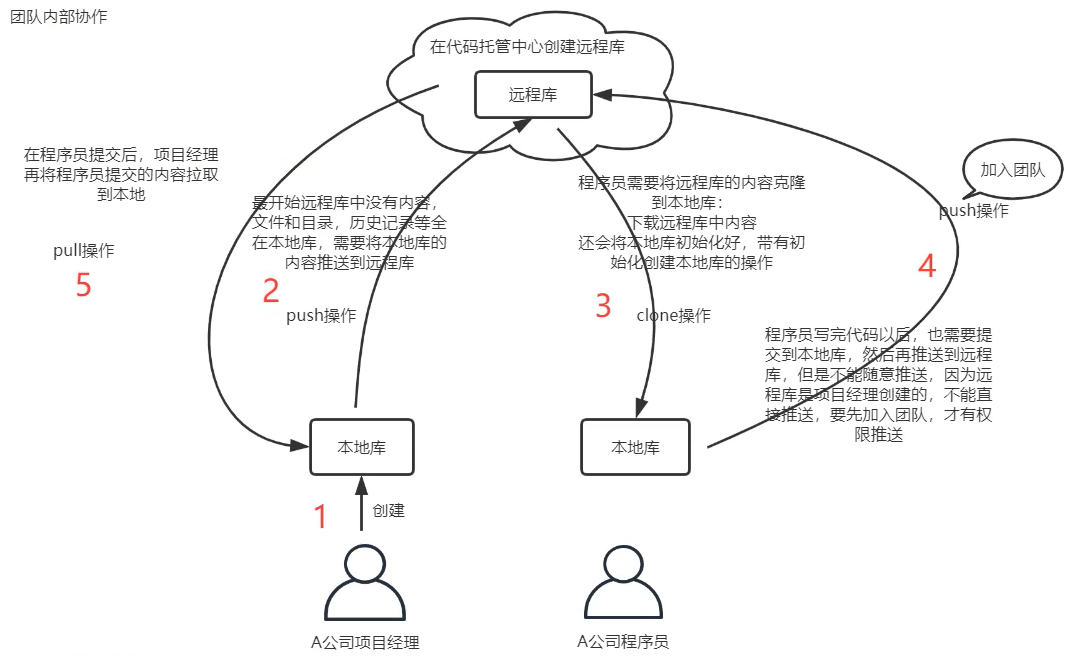 团队内部协作
在代码托管中心创建远程库
远程库
在程序员提交后，项目经理
再将程序员提交的内容拉取
到本地
pull操作
5
最开始远程库中没有内容，
文件和目录，历史记录等全
在本地库，需要将本地库的
内容推送到远程库
2
push操作
程序员需要将远程库的内容克隆
到本地库：
下载远程库中内容
还会将本地库初始化好，带有初
始化创建本地库的操作
3
clone操作
加入团队
push操作
4
程序员写完代码以后，也需要提
交到本地库，然后再推送到远程
库，但是不能随意推送，因为远
程库是项目经理创建的，不能直
接推送，要先加入团队，才有权
限推送
本地库
本地库
1
创建
A公司项目经理
A公司程序员